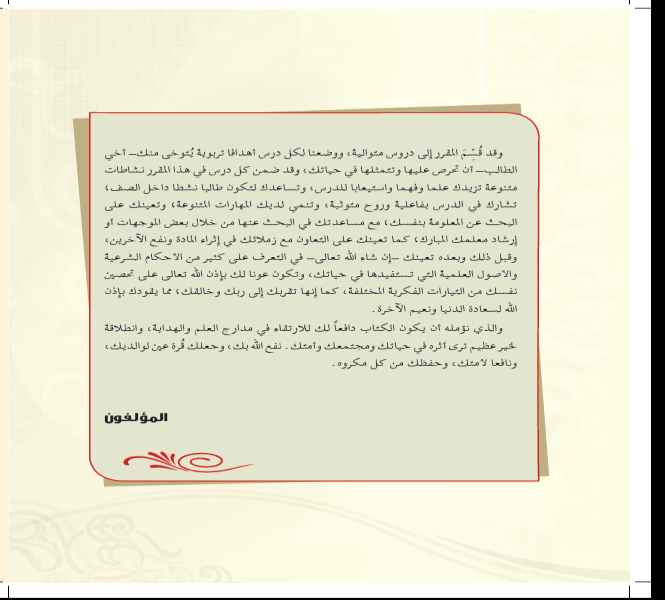 وقد قُسِّمَ المقرر إلى دروس متوالية، ووضعنا لكل درس أهدافا تربوية يُتوخى منك– أخي
الطالب– أن تحرص عليها وتتمثلها في حياتك، وقد ضمن كل درس في هذا المقرر نشاطات
متنوعة تزيدك علما وفهما واستيعابا للدرس، وتساعدك لتكون طالبا نشطا داخل الصف،
تشارك في الدرس بفاعلية وروح متوثبة، وتنمي لديك المهارات المتنوعة، وتعينك على
البحث عن المعلومة بنفسك، مع مساعدتك في البحث عنها من خلال بعض الموجهات أو
إرشاد معلمك المبارك، كما تعينك على التعاون مع زملائك في إثراء المادة ونفع الآخرين،
وقبل ذلك وبعده تعينك –إن شاء الله تعالى– في التعرف على كثير من الأحكام الشرعية
والأصول العلمية التي تستفيدها في حياتك، وتكون عونا لك بإذن الله تعالى على تحصين
نفسك من التيارات الفكرية المختلفة، كما إنها تقربك إلى ربك وخالقك، مما يقودك بإذن
الله لسعادة الدنيا ونعيم الآخرة.
والذي نؤمله أن يكون الكتاب دافعاً لك للارتقاء في مدارج العلم والهداية، وانطلاقة
لخير عظيم ترى أثره في حياتك ومجتمعك وأمتك. نفع الله بك، وجعلك قُرة عين لوالديك،
ونافعا لأمتك، وحفظك من كل مكروه.
المؤلفون